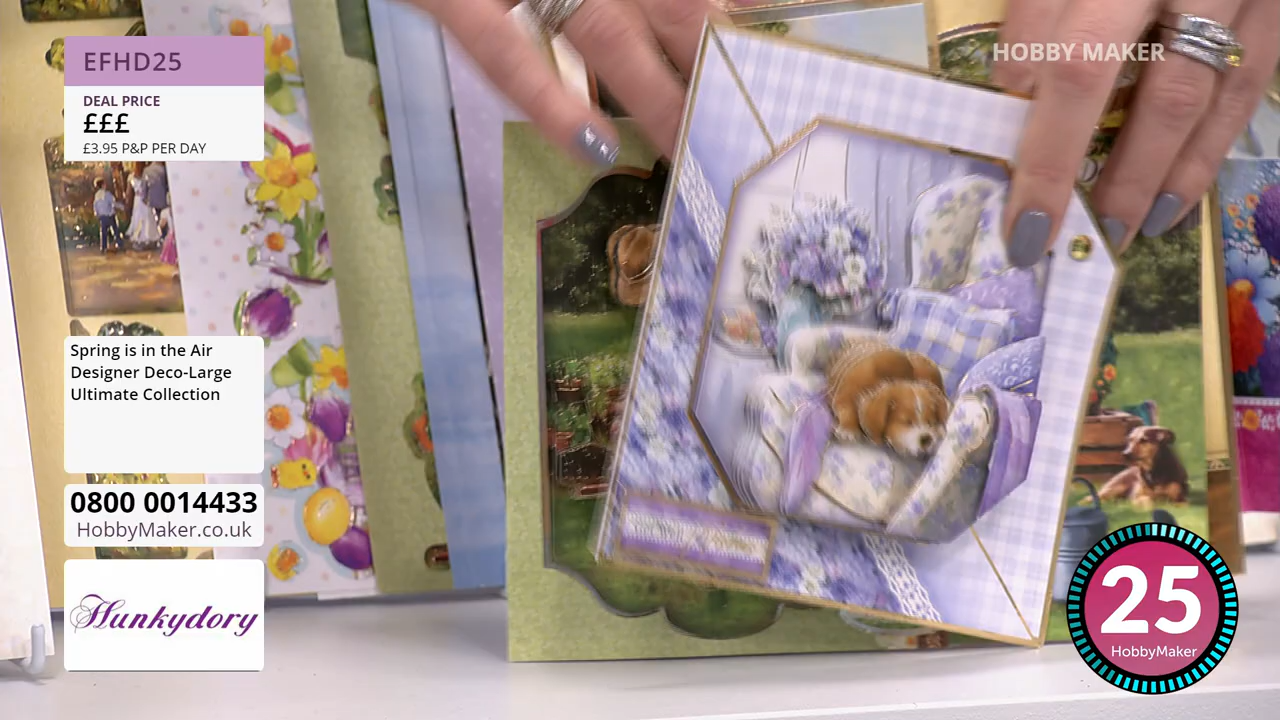 EFHD25
DEAL PRICE
£££
£3.95 P&P PER DAY
HOBBY MAKER
Spring is in the Air
Designer Deco-Large
Ultimate Collection
0800 0014433
HobbyMaker.co.uk
Hunkydory
25
HobbyMaker